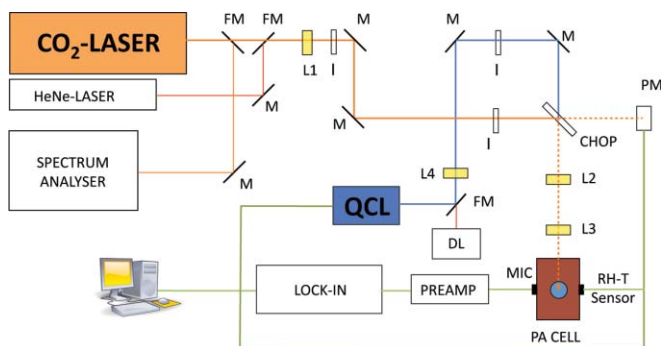 FM FM
CO2-LASER
M M M
L1 I I
HeNe-LASER
M
PM
M I CHOP
SPECTRUM
ANALYSER
M
L4 L2
QCL FM
L3
DL
MIC RH-T
LOCK-IN PREAMP Sensor
PA CELL